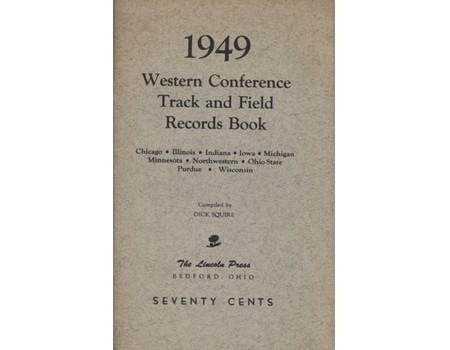 1949
Western Conference
Track and Field
Records Book
Chicago • Illinois • Indiana • Iowa • Michigan
Minnesota • Northwestern • Ohio State
Purdue • Wisconsin
Compiled by
DICK SQUIRE
The Lincoln Press
BEDFORD, OHIO
SEVENTY CENTS